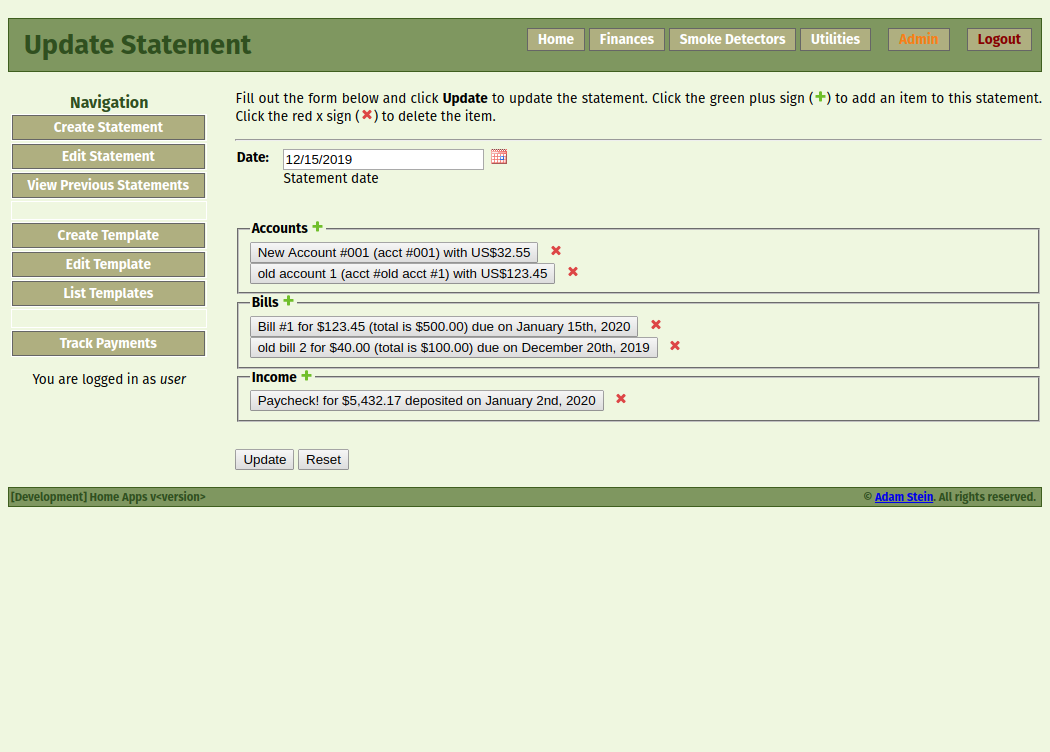 Update Statement
Home Finances Smoke Detectors Utilities Admin Logout
Navigation
Create Statement
Edit Statement
View Previous Statements
Create Template
Edit Template
List Templates
Track Payments
You are logged in as user
Fill out the form below and click Update to update the statement. Click the green plus sign (+) to add an item to this statement.
Click the red x sign (×) to delete the item.
Date: 12/15/2019
Statement date
Accounts
New Account #001 (acct #001) with US$32.55
old account 1 (acct #old acct #1) with US$123.45
Bills
Bill #1 for $123.45 (total is $500.00) due on January 15th, 2020
old bill 2 for $40.00 (total is $100.00) due on December 20th, 2019
Income
Paycheck! for $5,432.17 deposited on January 2nd, 2020
Update Reset
[Development] Home Apps v<version> © Adam Stein. All rights reserved.